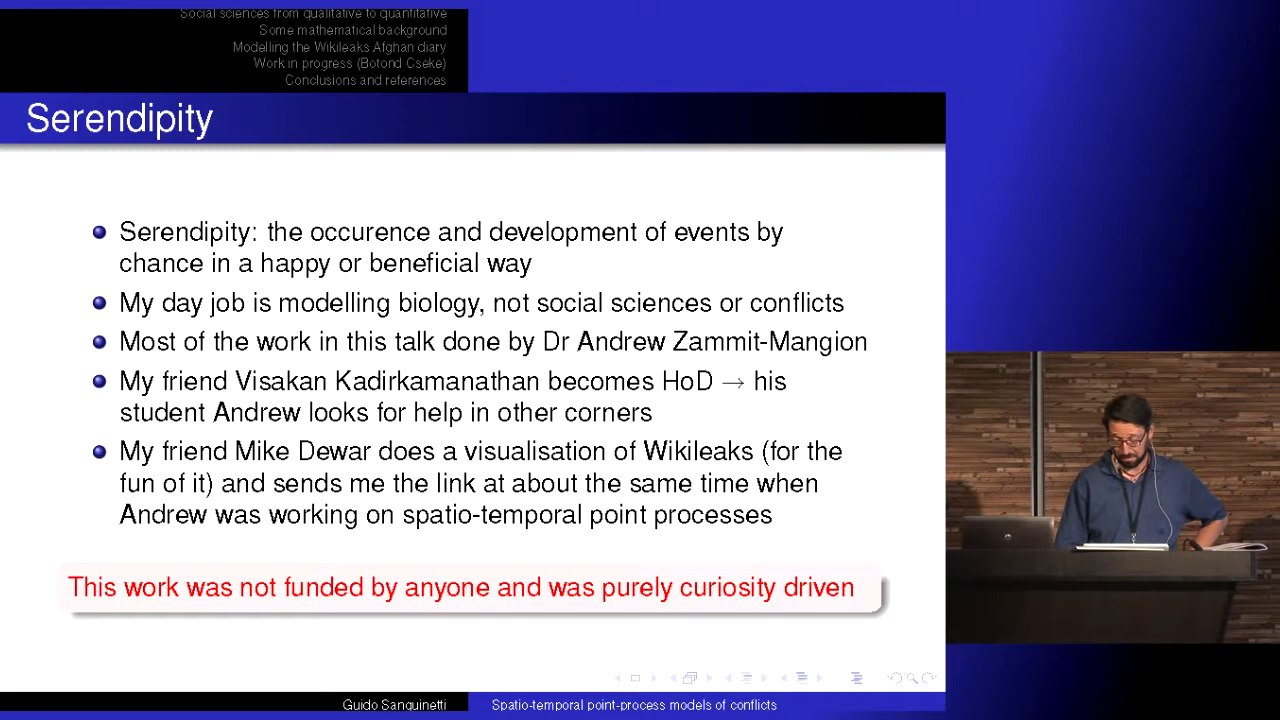 Social sciences from qualitative to quantitative
Some mathematical background
Modelling the Wikileaks Afghan diary
Work in progress (Botond Cseke)
Conclusions and references
Serendipity
Serendipity: the occurence and development of events by
chance in a happy or beneficial way
My day job is modelling biology, not social sciences or conflicts
Most of the work in this talk done by Dr Andrew Zammit-Mangion
My friend Visakan Kadirkamanathan becomes HoD → his
student Andrew looks for help in other corners
My friend Mike Dewar does a visualisation of Wikileaks (for the
fun of it) and sends me the link at about the same time when
Andrew was working on spatio-temporal point processes
This work was not funded by anyone and was purely curiosity driven
Guido Sanguinetti
Spatio-temporal point-process models of conflicts